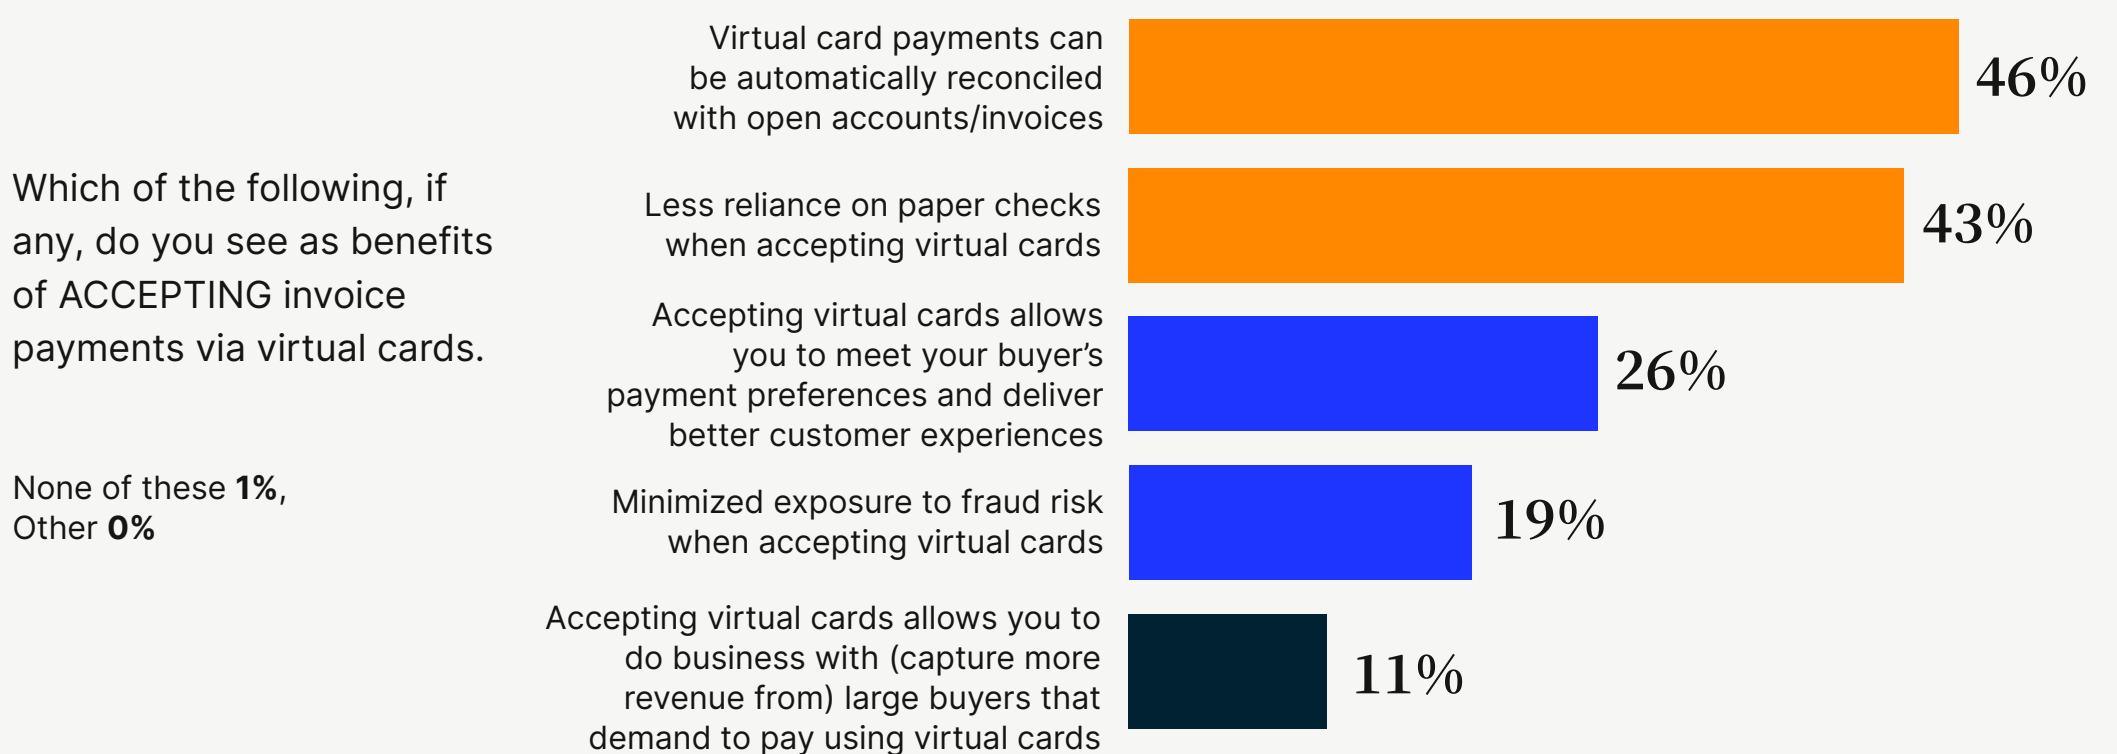 Which of the following, if
any, do you see as benefits
of ACCEPTING invoice
payments via virtual cards.
None of these 1%,
Other 0%
Virtual card payments can
be automatically reconciled
with open accounts/invoices
46%
Less reliance on paper checks
when accepting virtual cards
43%
Accepting virtual cards allows
you to meet your buyer’s
payment preferences and deliver
better customer experiences
26%
Minimized exposure to fraud risk
when accepting virtual cards
19%
Accepting virtual cards allows you to
do business with (capture more
revenue from) large buyers that
demand to pay using virtual cards
11%